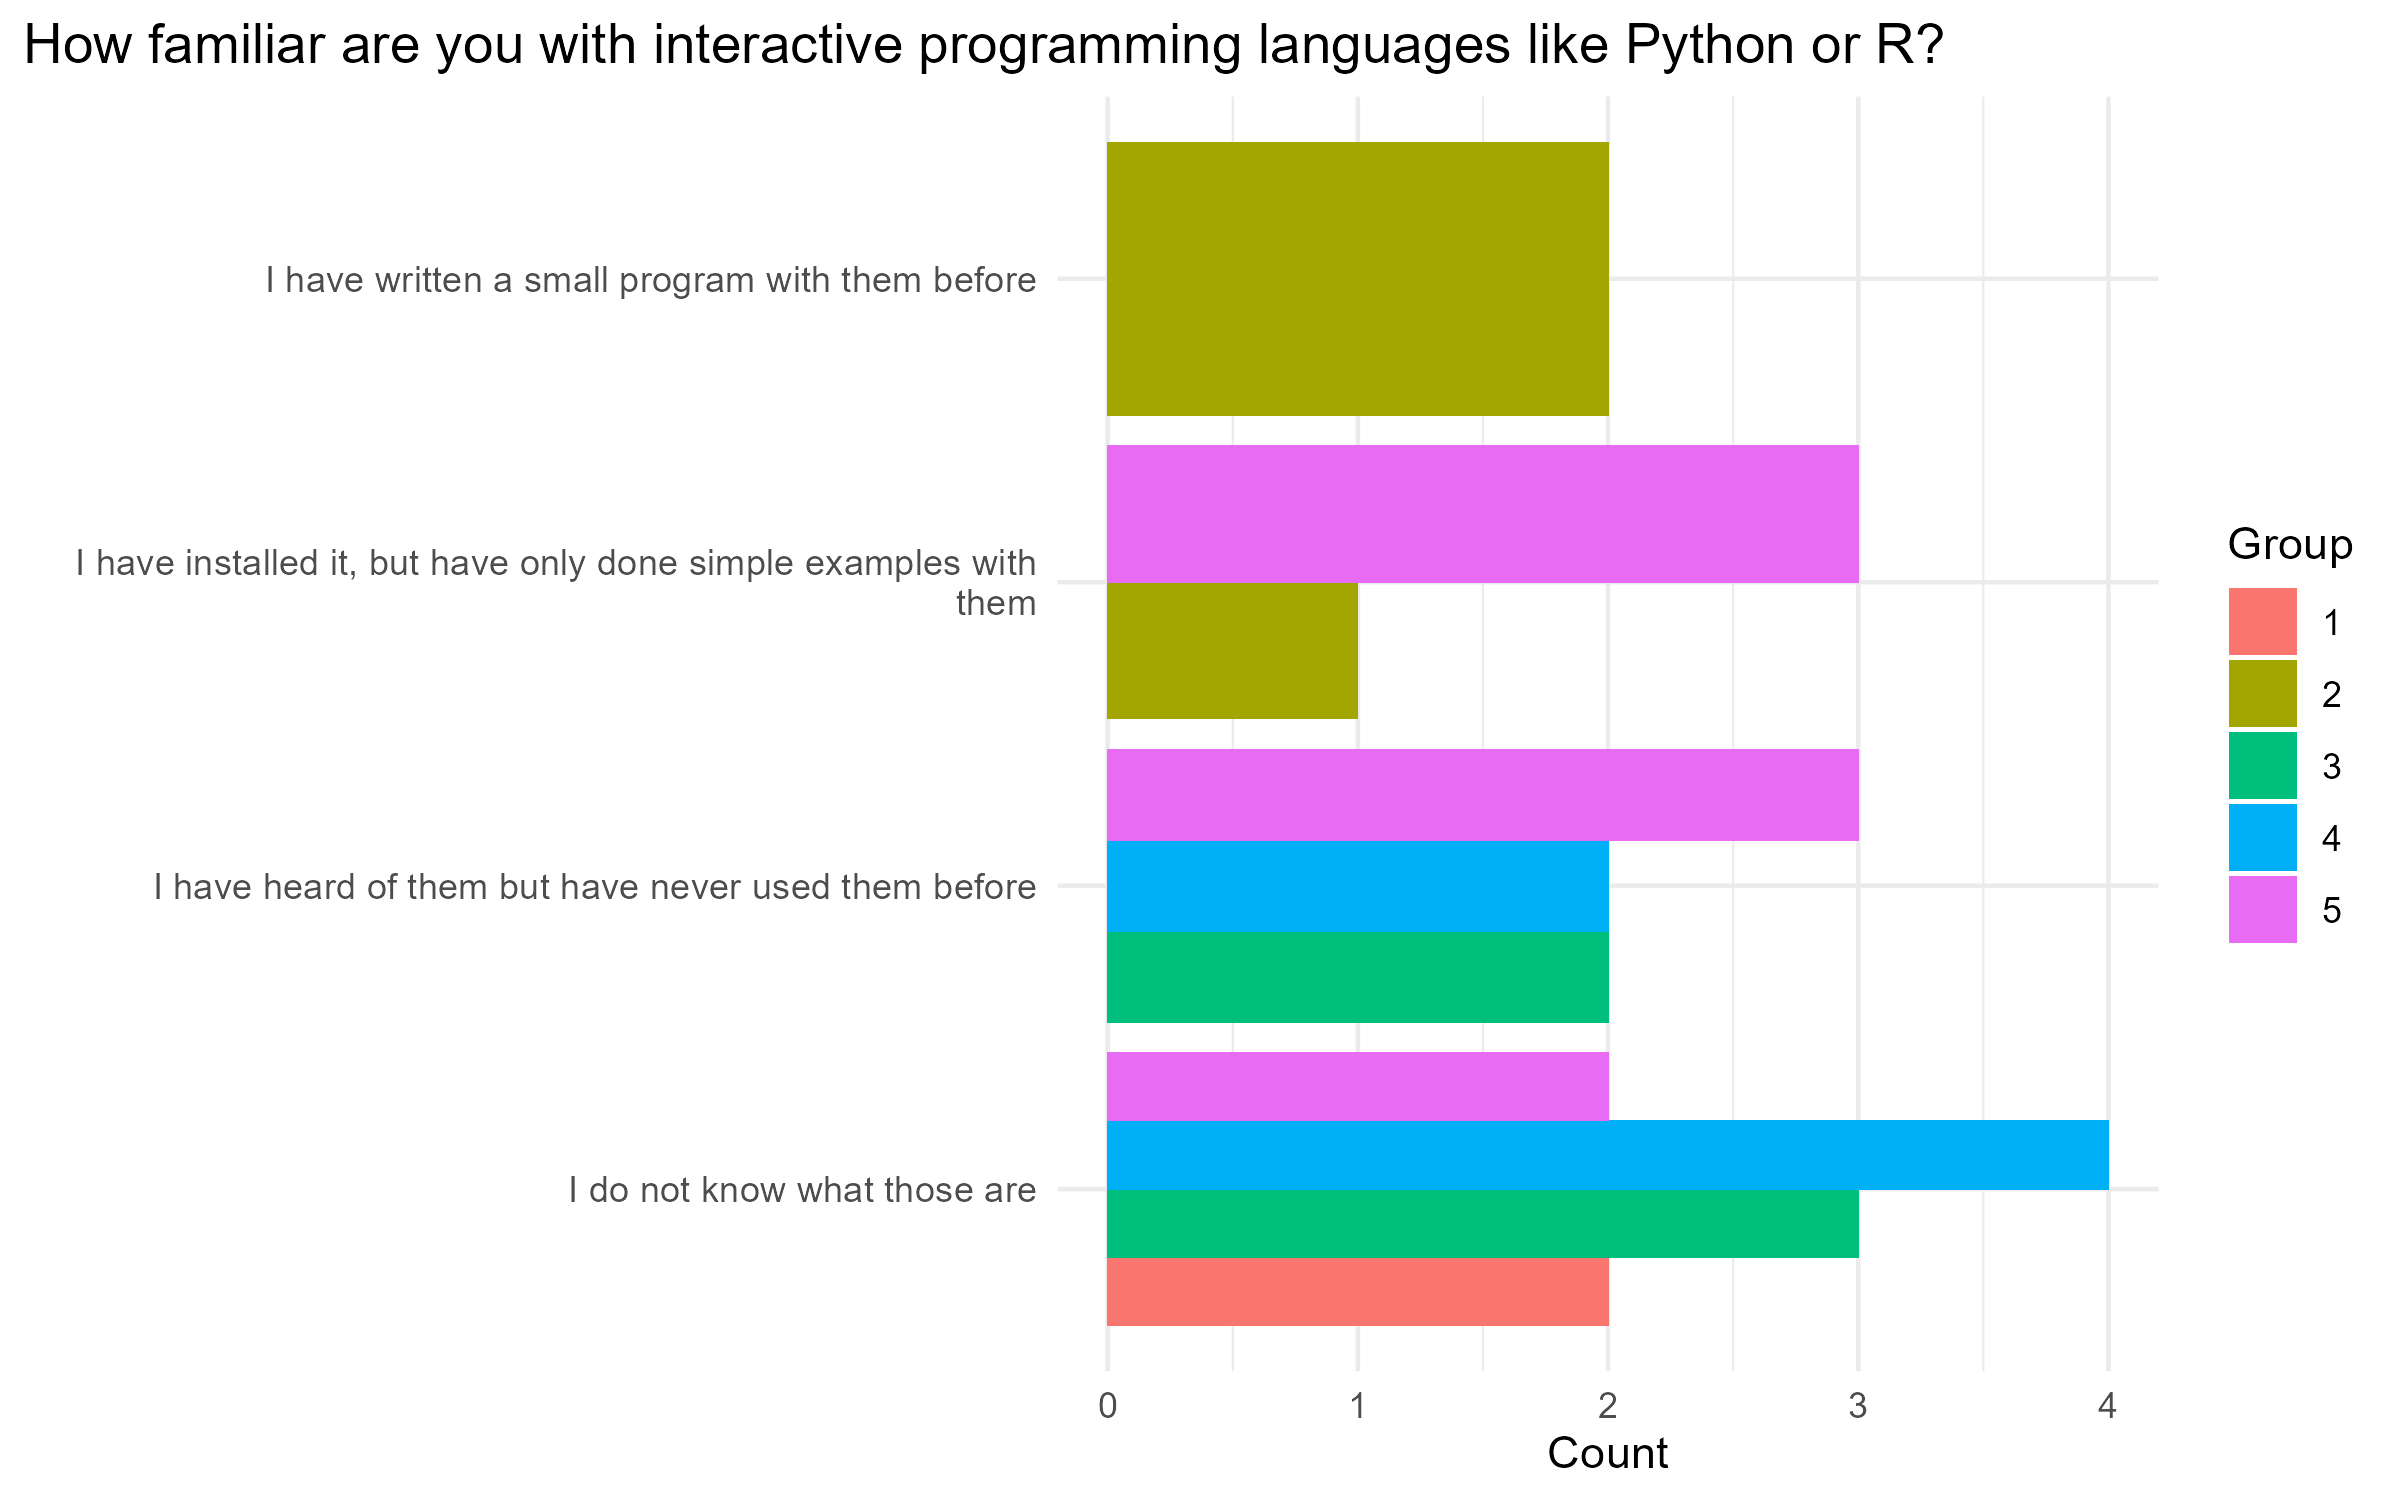 How familiar are you with interactive programming languages like Python or R?
I have written a small program with them before
I have installed it, but have only done simple examples with
them
I have heard of them but have never used them before
I do not know what those are
0 1 2 3 4
Count
Group
1
2
3
4
5